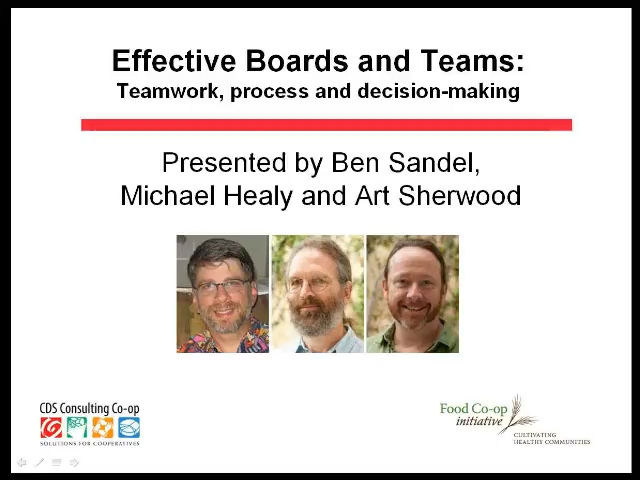 Effective Boards and Teams:
Teamwork, process and decision-making
Presented by Ben Sandel,
Michael Healy and Art Sherwood
CDS Consulting Co-op
SOLUTIONS FOR COOPERATIVES
Food Co-op
initiative
CULTIVATING
HEALTHY COMMUNITIES